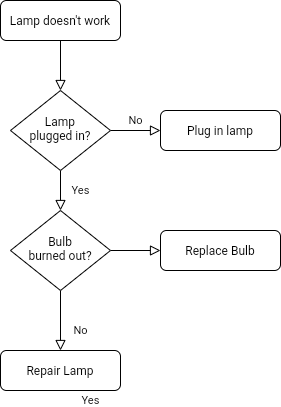 Lamp doesn't work
Lamp
plugged in?
No
Plug in lamp
Yes
Bulb
burned out?
Replace Bulb
No
Repair Lamp
Yes